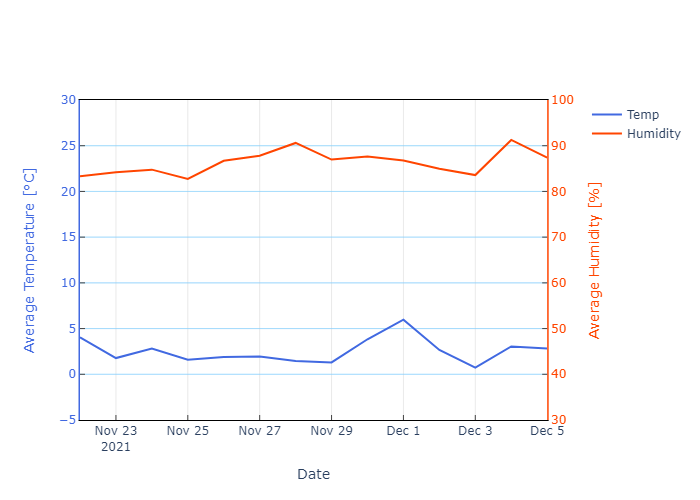 30
25
20
15
10
5
0
−5
Average Temperature [°C]
100
90
80
70
60
50
40
30
Average Humidity [%]
Temp
Humidity
Nov 23
2021
Nov 25
Nov 27
Nov 29
Dec 1
Dec 3
Dec 5
Date